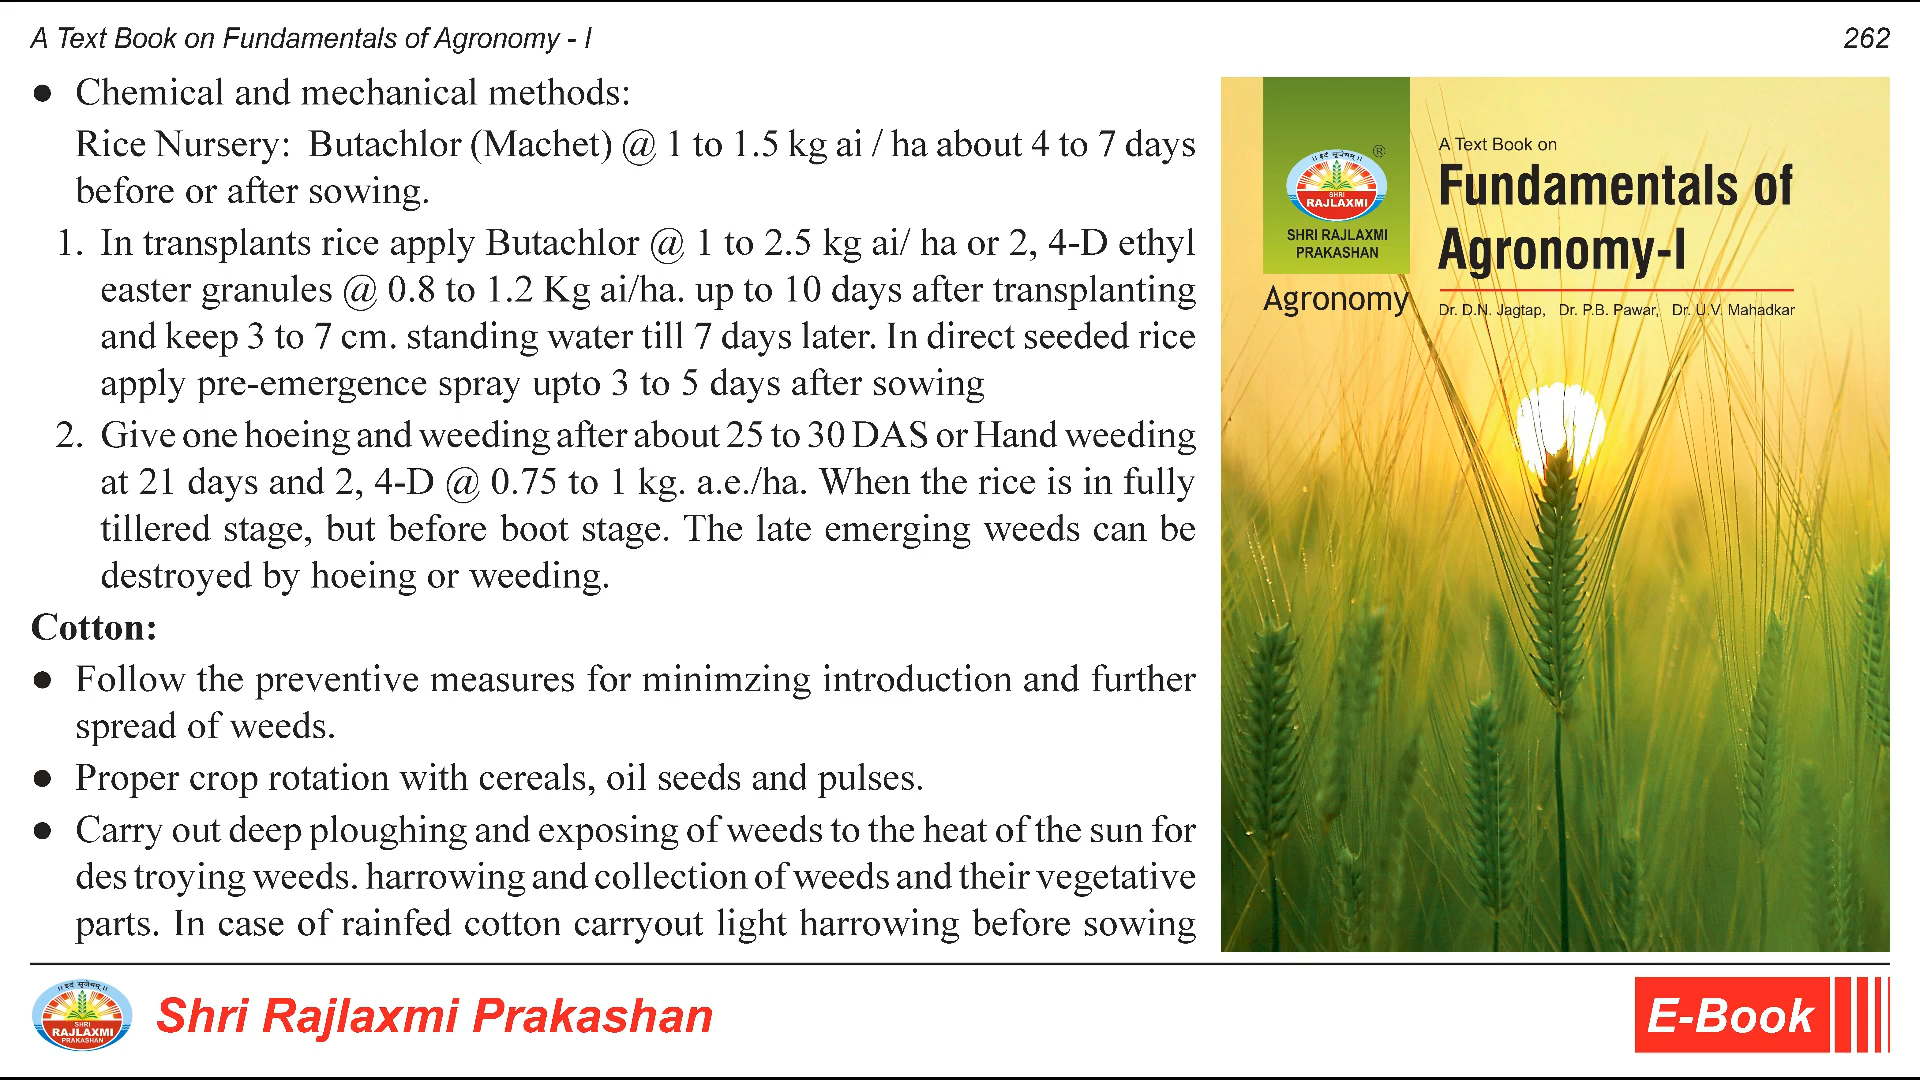 A Text Book on Fundamentals of Agronomy - I
262
● Chemical and mechanical methods:
Rice Nursery: Butachlor (Machet) @ 1 to 1.5 kg ai / ha about 4 to 7 days
before or after sowing.
1. In transplants rice apply Butachlor @ 1 to 2.5 kg ai/ ha or 2, 4-D ethyl
easter granules @ 0.8 to 1.2 Kg ai/ha. up to 10 days after transplanting
and keep 3 to 7 cm. standing water till 7 days later. In direct seeded rice
apply pre-emergence spray upto 3 to 5 days after sowing
2. Give one hoeing and weeding after about 25 to 30 DAS or Hand weeding
at 21 days and 2, 4-D @ 0.75 to 1 kg. a.e./ha. When the rice is in fully
tillered stage, but before boot stage. The late emerging weeds can be
destroyed by hoeing or weeding.
Cotton:
● Follow the preventive measures for minimzing introduction and further
spread of weeds.
● Proper crop rotation with cereals, oil seeds and pulses.
● Carry out deep ploughing and exposing of weeds to the heat of the sun for
des troying weeds. harrowing and collection of weeds and their vegetative
parts. In case of rainfed cotton carryout light harrowing before sowing
®
SHRI
RAJLAXMI
SHRI RAJLAXMI
PRAKASHAN
Agronomy
A Text Book on
Fundamentals of
Agronomy-I
Dr. D.N. Jagtap, Dr. P.B. Pawar, Dr. U.V. Mahadkar
SHRI
RAJLAXMI
PRAKASHAN
Shri Rajlaxmi Prakashan
E-Book